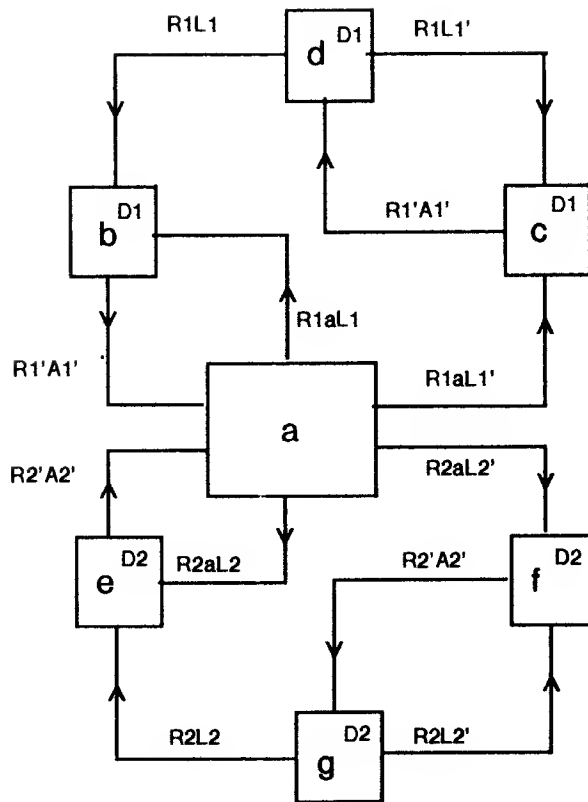 R1L1
D1
R1L1'
d
D1
b
R1'A1'
D1
c
R1aL1
R1'A1'
R1aL1'
a
R2'A2'
R2aL2'
D2
e
R2aL2
R2'A2'
D2
f
R2L2
D2
g
R2L2'